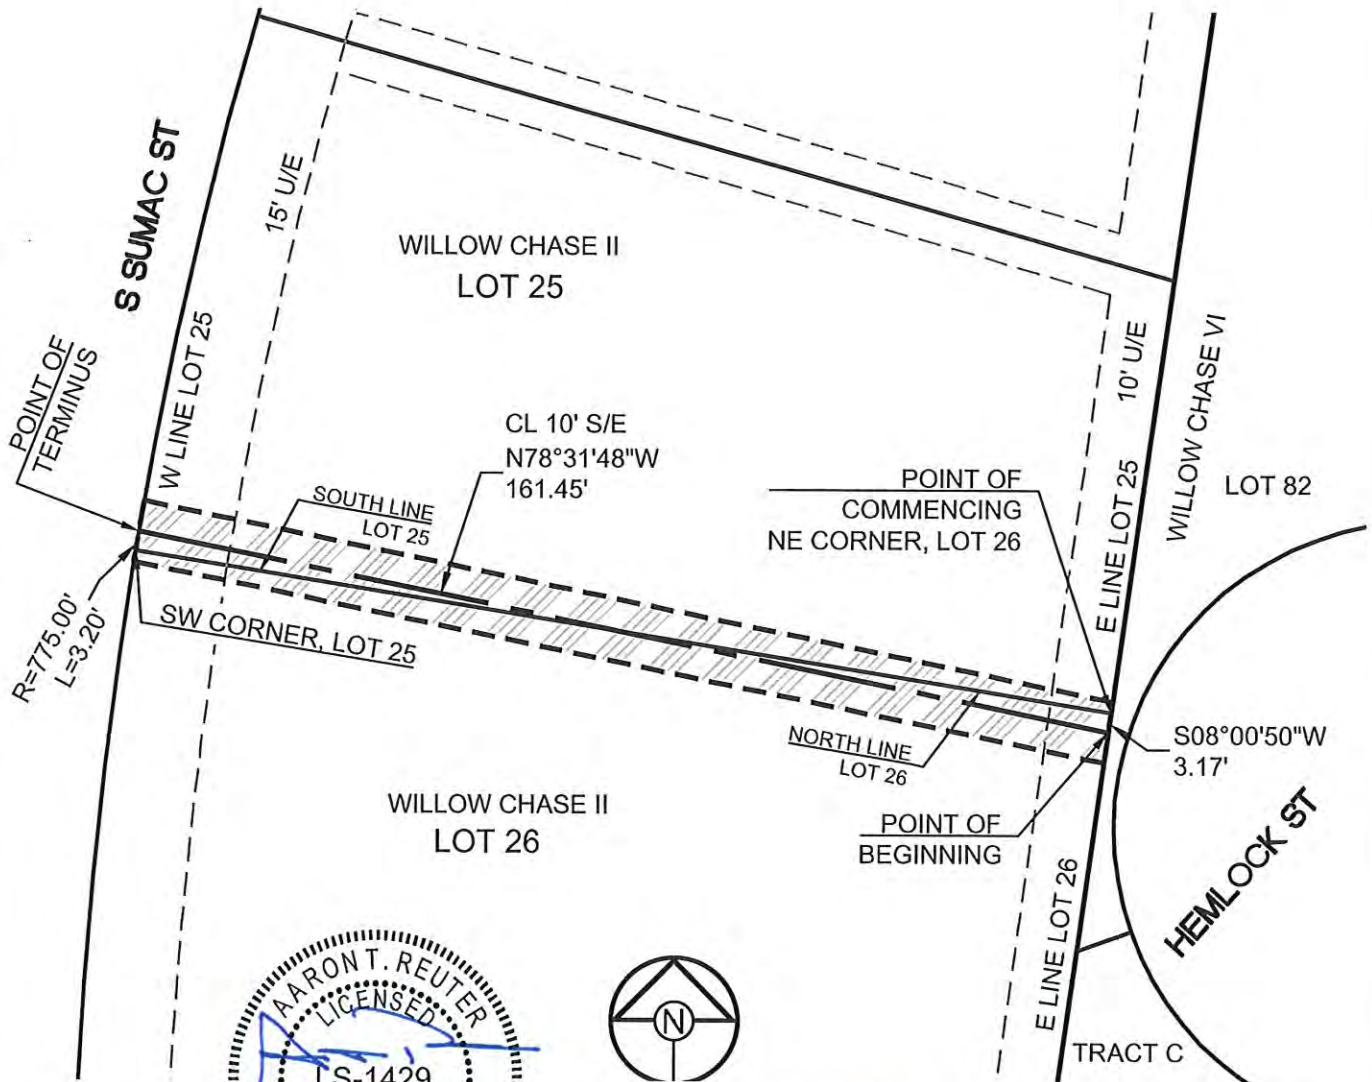 S SUMAC ST
15' U/E
WILLOW CHASE II
LOT 25
W LINE LOT 25
POINT OF
TERMINUS
CL 10' S/E
N78°31'48"W
161.45'
SOUTH LINE
LOT 25
10' U/E
WILLOW CHASE VI
LOT 82
E LINE LOT 25
POINT OF
COMMENCING
NE CORNER, LOT 26
R=775.00'
L=3.20'
SW CORNER, LOT 25
NORTH LINE
LOT 26
S08°00'50"W
3.17'
POINT OF
BEGINNING
WILLOW CHASE II
LOT 26
HEMLOCK ST
E LINE LOT 26
TRACT C
AARON T. REUTER
LICENSED
LS-1429
N